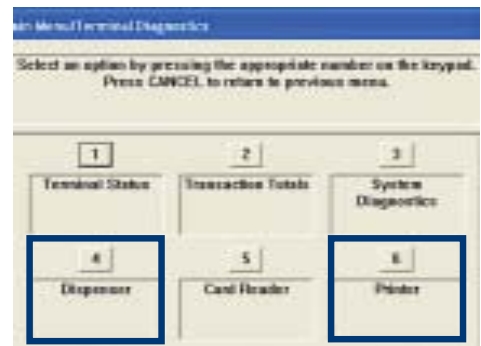 ain Menu/Terminal Diagnostics
Select an option by pressing the appropriate number on the keypad.
Press CANCEL to return to previous menu.
1 2 3
Terminal Status Transaction Totals System
Diagnostics
4 5 6
Dispenser Card Reader Printer